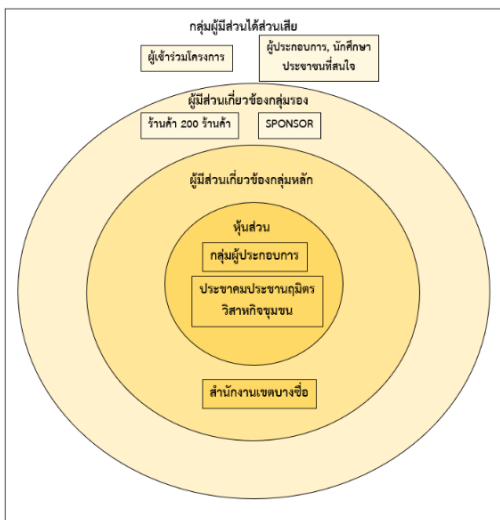 กลุ่มผู้มีส่วนได้ส่วนเสีย
ผู้เข้าร่วมโครงการ
ผู้ประกอบการ, นักศึกษา
ประชาชนที่สนใจ
ผู้มีส่วนเกี่ยวข้องกลุ่มรอง
ร้านค้า 200 ร้านค้า
SPONSOR
ผู้มีส่วนเกี่ยวข้องกลุ่มหลัก
หุ้นส่วน
กลุ่มผู้ประกอบการ
ประชาคมประชานฤมิตร
วิสาหกิจชุมชน
สำนักงานเขตบางซื่อ